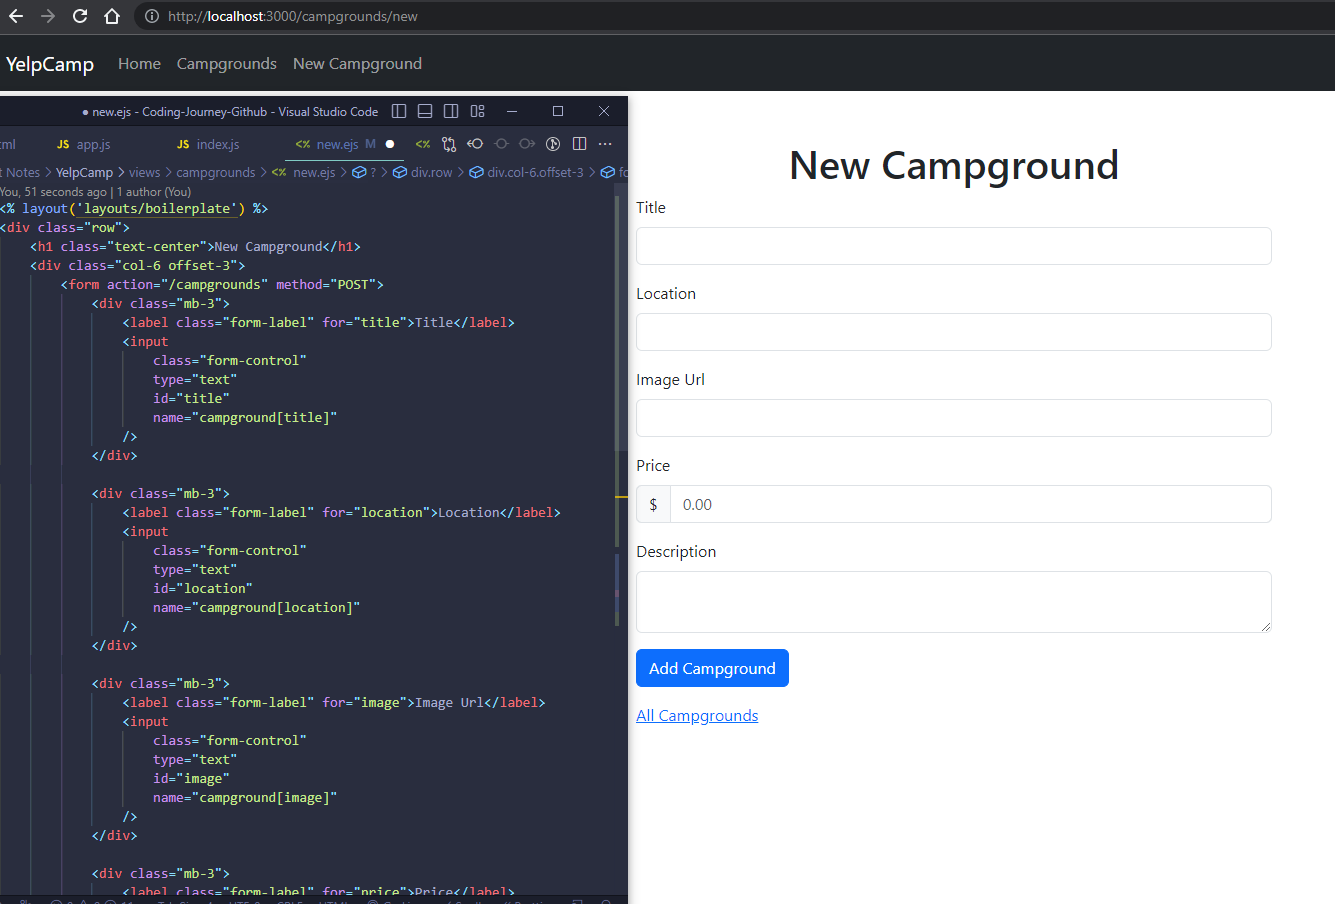 http://localhost:3000/campgrounds/new
YelpCamp Home Campgrounds New Campground
● new.ejs - Coding-Journey-Github - Visual Studio Code
JS app.js JS index.js <% new.ejs M ●
Notes > YelpCamp > views > campgrounds > <% new.ejs > ? > div.row > div.col-6.offset-3 >
You, 51 seconds ago | 1 author (You)
<% layout('layouts/boilerplate') %>
<div class="row">
<h1 class="text-center">New Campground</h1>
<div class="col-6 offset-3">
<form action="/campgrounds" method="POST">
<div class="mb-3">
<label class="form-label" for="title">Title</label>
<input
class="form-control"
type="text"
id="title"
name="campground[title]"
/>
</div>
<div class="mb-3">
<label class="form-label" for="location">Location</label>
<input
class="form-control"
type="text"
id="location"
name="campground[location]"
/>
</div>
<div class="mb-3">
<label class="form-label" for="image">Image Url</label>
<input
class="form-control"
type="text"
id="image"
name="campground[image]"
/>
</div>
<div class="mb-3">
<label class="form-label" for="price">Price</label>
New Campground
Title
Location
Image Url
Price
$ 0.00
Description
Add Campground
All Campgrounds